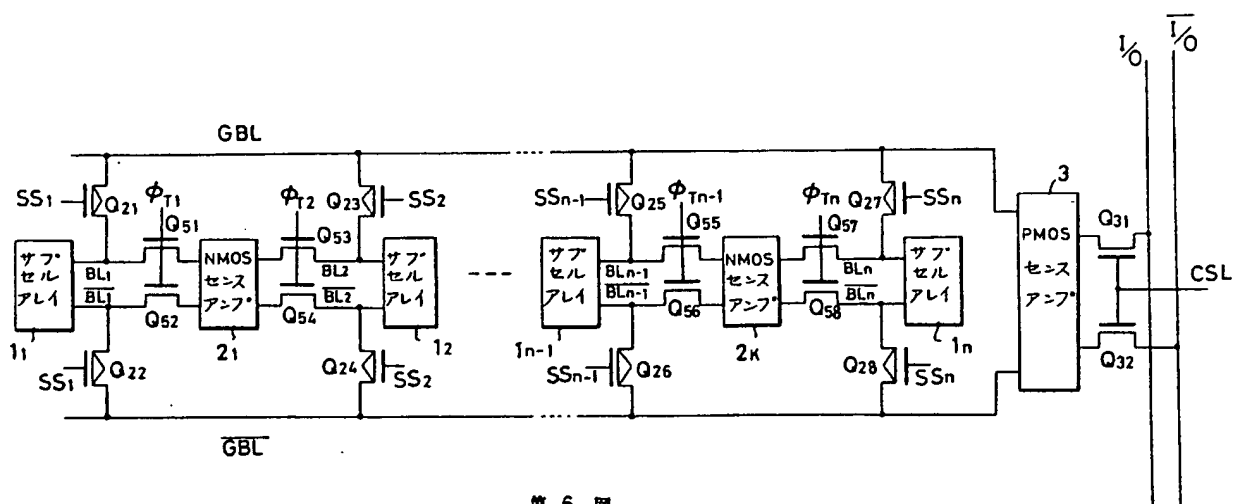 I/O
I/O
GBL
SS1
Q21
φT1
Q51
φT2
Q23
SS2
Q53
SSn-1
Q25
φTn-1
Q55
φTn
Q57
Q27
SSn
3
Q31
サブ
セル
アレイ
BL1
BL1
NMOS
センス
アンプ
BL2
BL2
サブ
セル
アレイ
サブ
セル
アレイ
BLn-1
BLn-1
NMOS
センス
アンプ
BLn
BLn
サブ
セル
アレイ
PMOS
センス
アンプ
CSL
11
Q52
21
Q54
12
1n-1
Q56
2K
Q58
1n
Q32
SS1
Q22
Q24
SS2
SSn-1
Q26
Q28
SSn
GBL
第 6 図